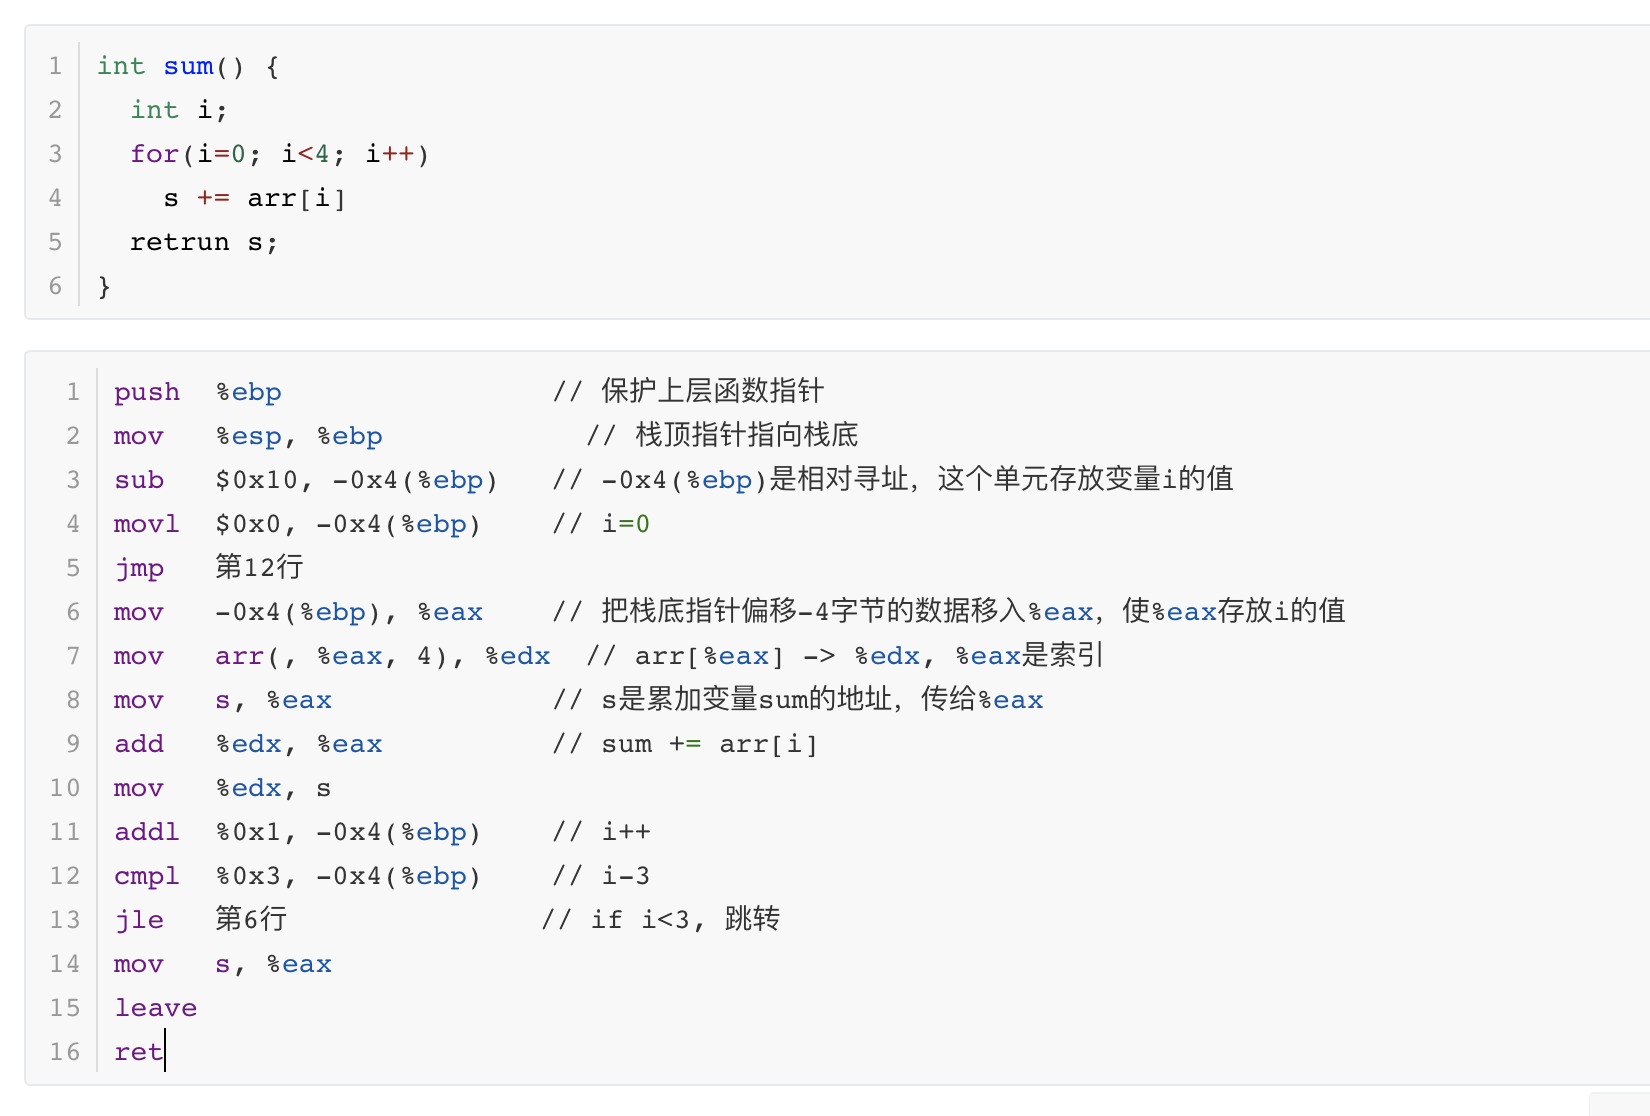 1 int sum() {
2 int i;
3 for(i=0; i<4; i++)
4 s += arr[i]
5 retrun s;
6 }
1 push %ebp // 保护上层函数指针
2 mov %esp, %ebp // 栈顶指针指向栈底
3 sub $0x10, -0x4(%ebp) // -0x4(%ebp)是相对寻址，这个单元存放变量i的值
4 movl $0x0, -0x4(%ebp) // i=0
5 jmp 第12行
6 mov -0x4(%ebp), %eax // 把栈底指针偏移-4字节的数据移入%eax，使%eax存放i的值
7 mov arr(, %eax, 4), %edx // arr[%eax] -> %edx, %eax是索引
8 mov s, %eax // s是累加变量sum的地址，传给%eax
9 add %edx, %eax // sum += arr[i]
10 mov %edx, s
11 addl %0x1, -0x4(%ebp) // i++
12 cmpl %0x3, -0x4(%ebp) // i-3
13 jle 第6行 // if i<3, 跳转
14 mov s, %eax
15 leave
16 ret